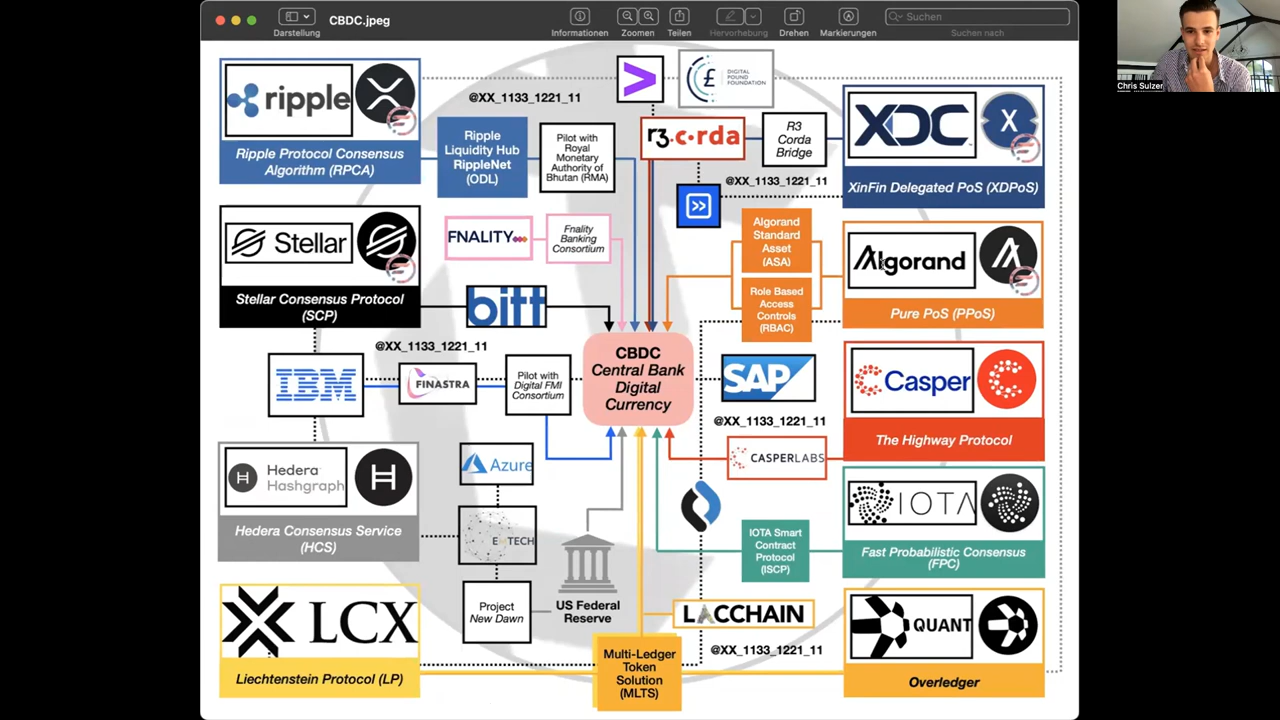 CBDC.jpeg
Darstellung
Informationen
Zoomen
Teilen
Hervorhebung
Drehen
Markierungen
Suchen
Suchen nach
Chris Sulzer
ripple
Ripple Protocol Consensus
Algorithm (RPCA)
@XX_1133_1221_11
Ripple
Liquidity Hub
RippleNet
(ODL)
Pilot with
Royal
Monetary
Authority of
Bhutan (RMA)
DIGITAL
POUND
FOUNDATION
r3.c·rda
R3
Corda
Bridge
@XX_1133_1221_11
XDC
XinFin Delegated PoS (XDPoS)
Stellar
Stellar Consensus Protocol
(SCP)
FNALITY
Fnality
Banking
Consortium
bitt
Algorand
Standard
Asset
(ASA)
Role Based
Access
Controls
(RBAC)
Algorand
Pure PoS (PPoS)
@XX_1133_1221_11
IBM
FINASTRA
Pilot with
Digital FMI
Consortium
CBDC
Central Bank
Digital
Currency
SAP
@XX_1133_1221_11
Casper
The Highway Protocol
CASPERLABS
Hedera
Hashgraph
Hedera Consensus Service
(HCS)
Azure
EMTECH
Project
New Dawn
US Federal
Reserve
IOTA Smart
Contract
Protocol
(ISCP)
IOTA
Fast Probabilistic Consensus
(FPC)
LCX
Liechtenstein Protocol (LP)
LACCHAIN
@XX_1133_1221_11
Multi-Ledger
Token
Solution
(MLTS)
QUANT
Overledger